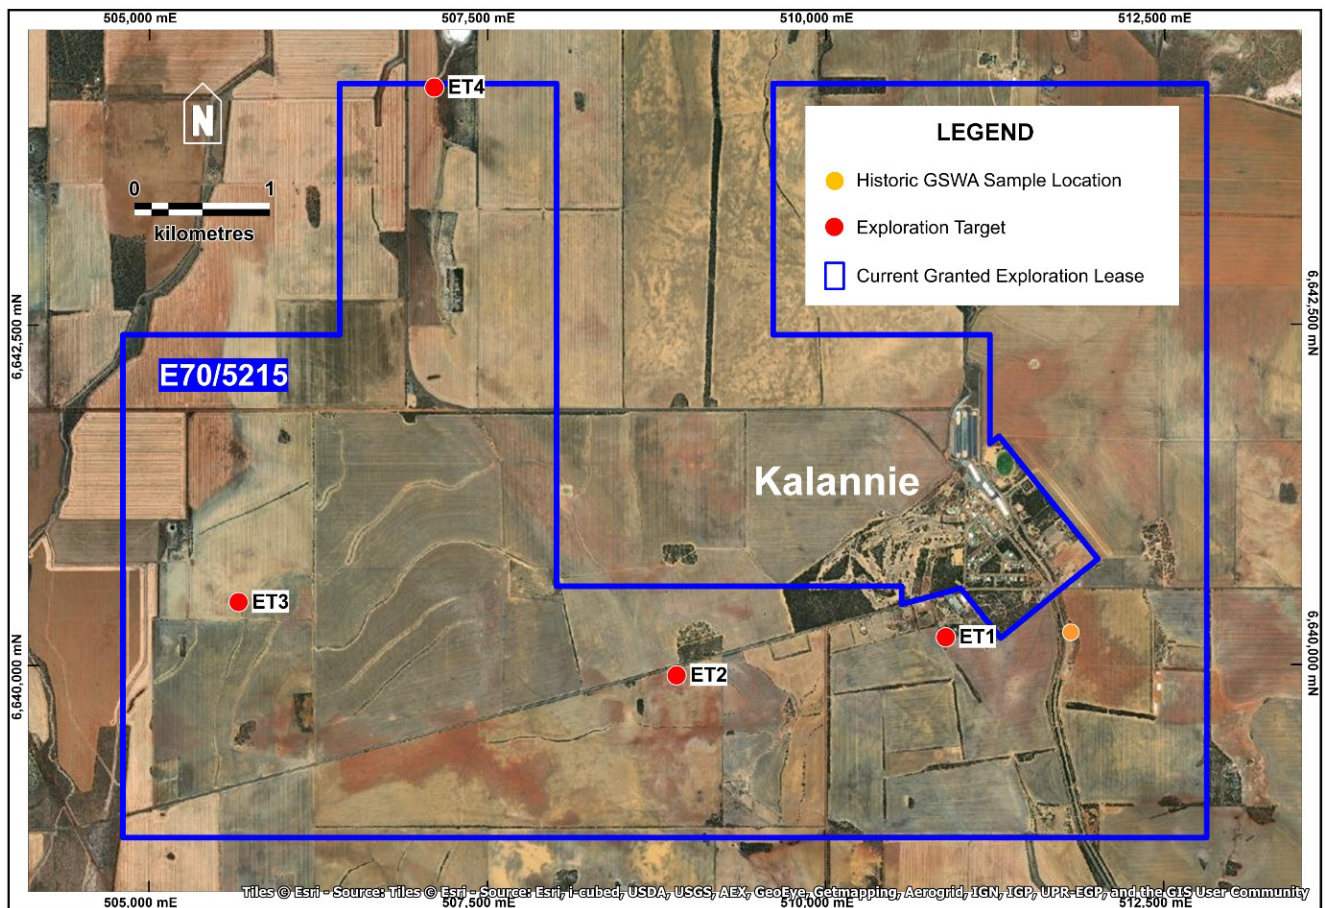 505,000 mE
507,500 mE
510,000 mE
512,500 mE
ET4
N
LEGEND
0
1
Historic GSWA Sample Location
kilometres
Exploration Target
Current Granted Exploration Lease
6,642,500 mN
6,642,500 mN
E70/5215
Kalannie
ET3
ET1
ET2
6,640,000 mN
6,640,000 mN
Tiles © Esri - Source: Tiles © Esri - Source: Esri, i-cubed, USDA, USGS, AEX, GeoEye, Getmapping, Aerogrid, IGN, IGP, UPR-EGP, and the GIS User Community
505,000 mE
507,500 mE
510,000 mE
512,500 mE